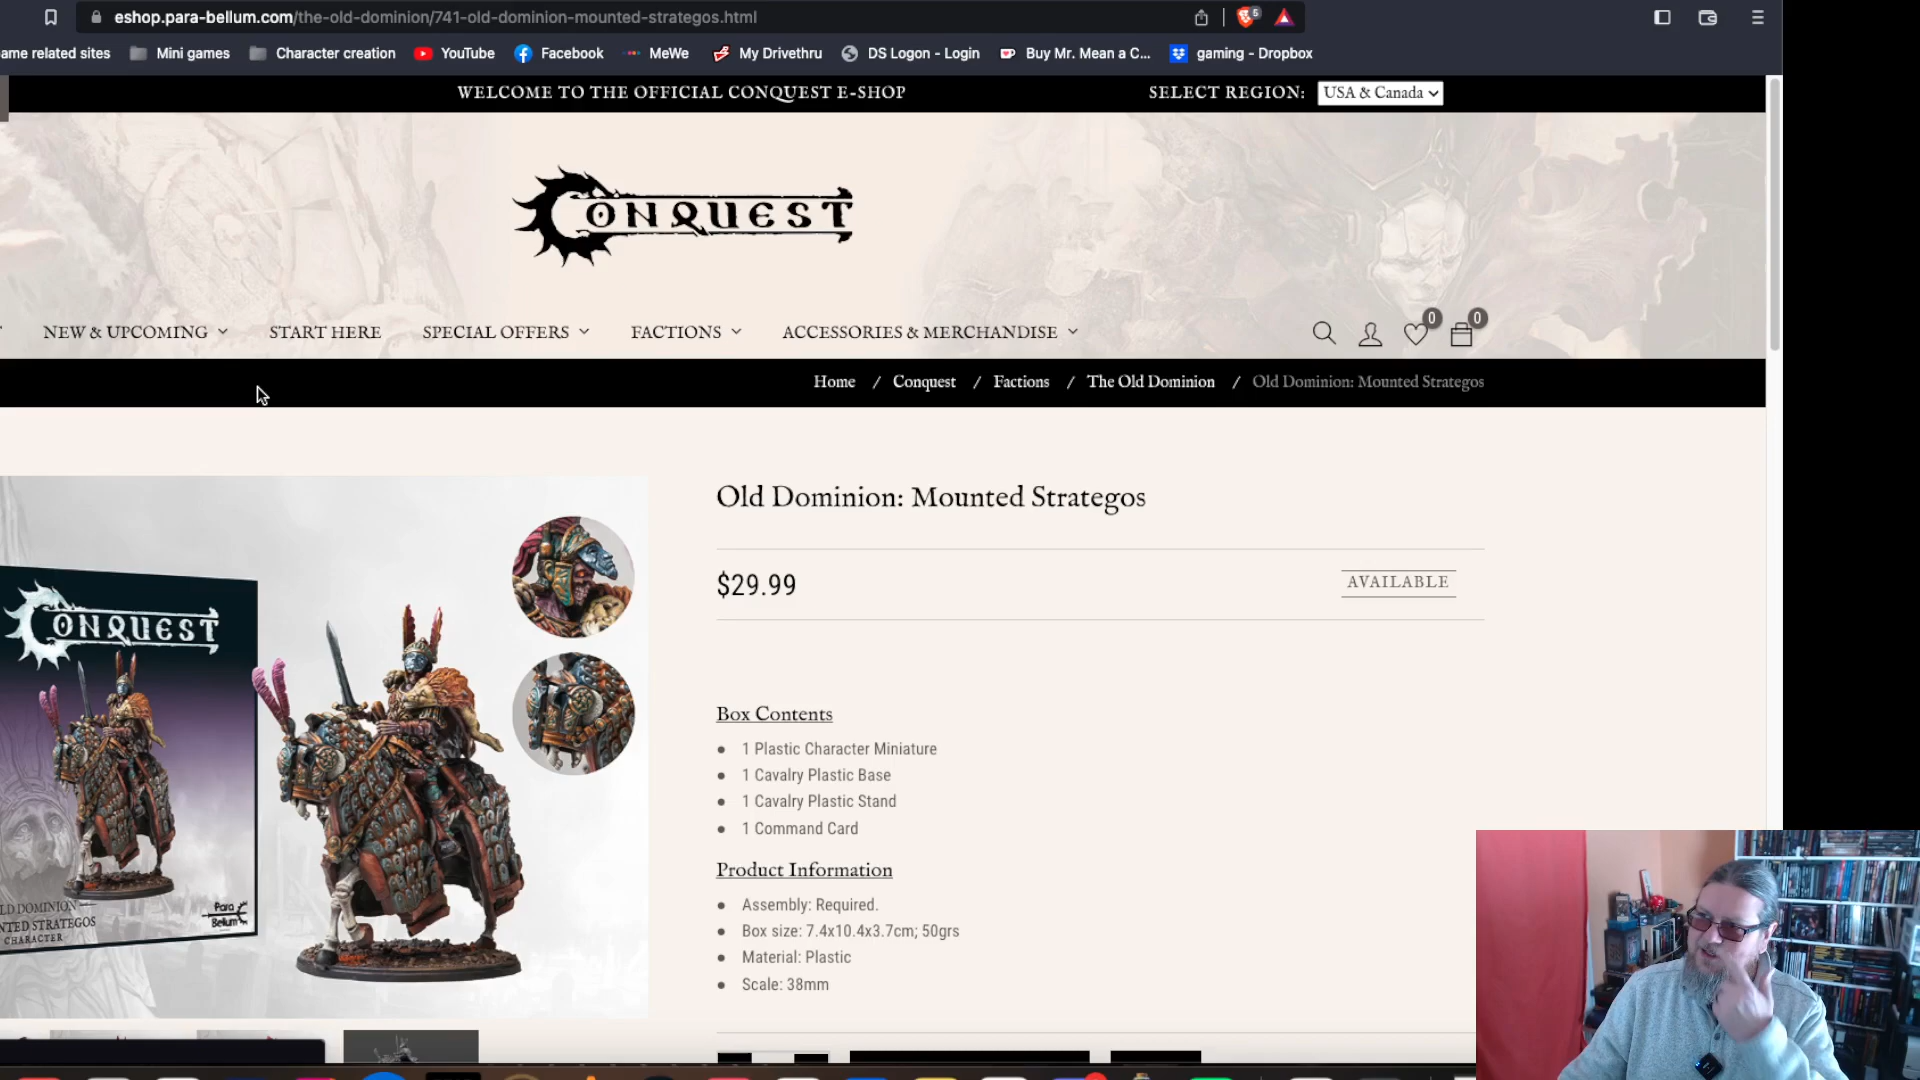 eshop.para-bellum.com/the-old-dominion/741-old-dominion-mounted-strategos.html
5
ame related sites Mini games Character creation YouTube Facebook MeWe My Drivethru DS Logon - Login Buy Mr. Mean a C... gaming - Dropbox
WELCOME TO THE OFFICIAL CONQUEST E-SHOP SELECT REGION: USA & Canada
CONQUEST
NEW & UPCOMING START HERE SPECIAL OFFERS FACTIONS ACCESSORIES & MERCHANDISE 0 0
Home / Conquest / Factions / The Old Dominion / Old Dominion: Mounted Strategos
Old Dominion: Mounted Strategos
$29.99 AVAILABLE
CONQUEST
LD DOMINION
NTED STRATEGOS
CHARACTER
Para
Bellum
Box Contents
1 Plastic Character Miniature
1 Cavalry Plastic Base
1 Cavalry Plastic Stand
1 Command Card
Product Information
Assembly: Required.
Box size: 7.4x10.4x3.7cm; 50grs
Material: Plastic
Scale: 38mm